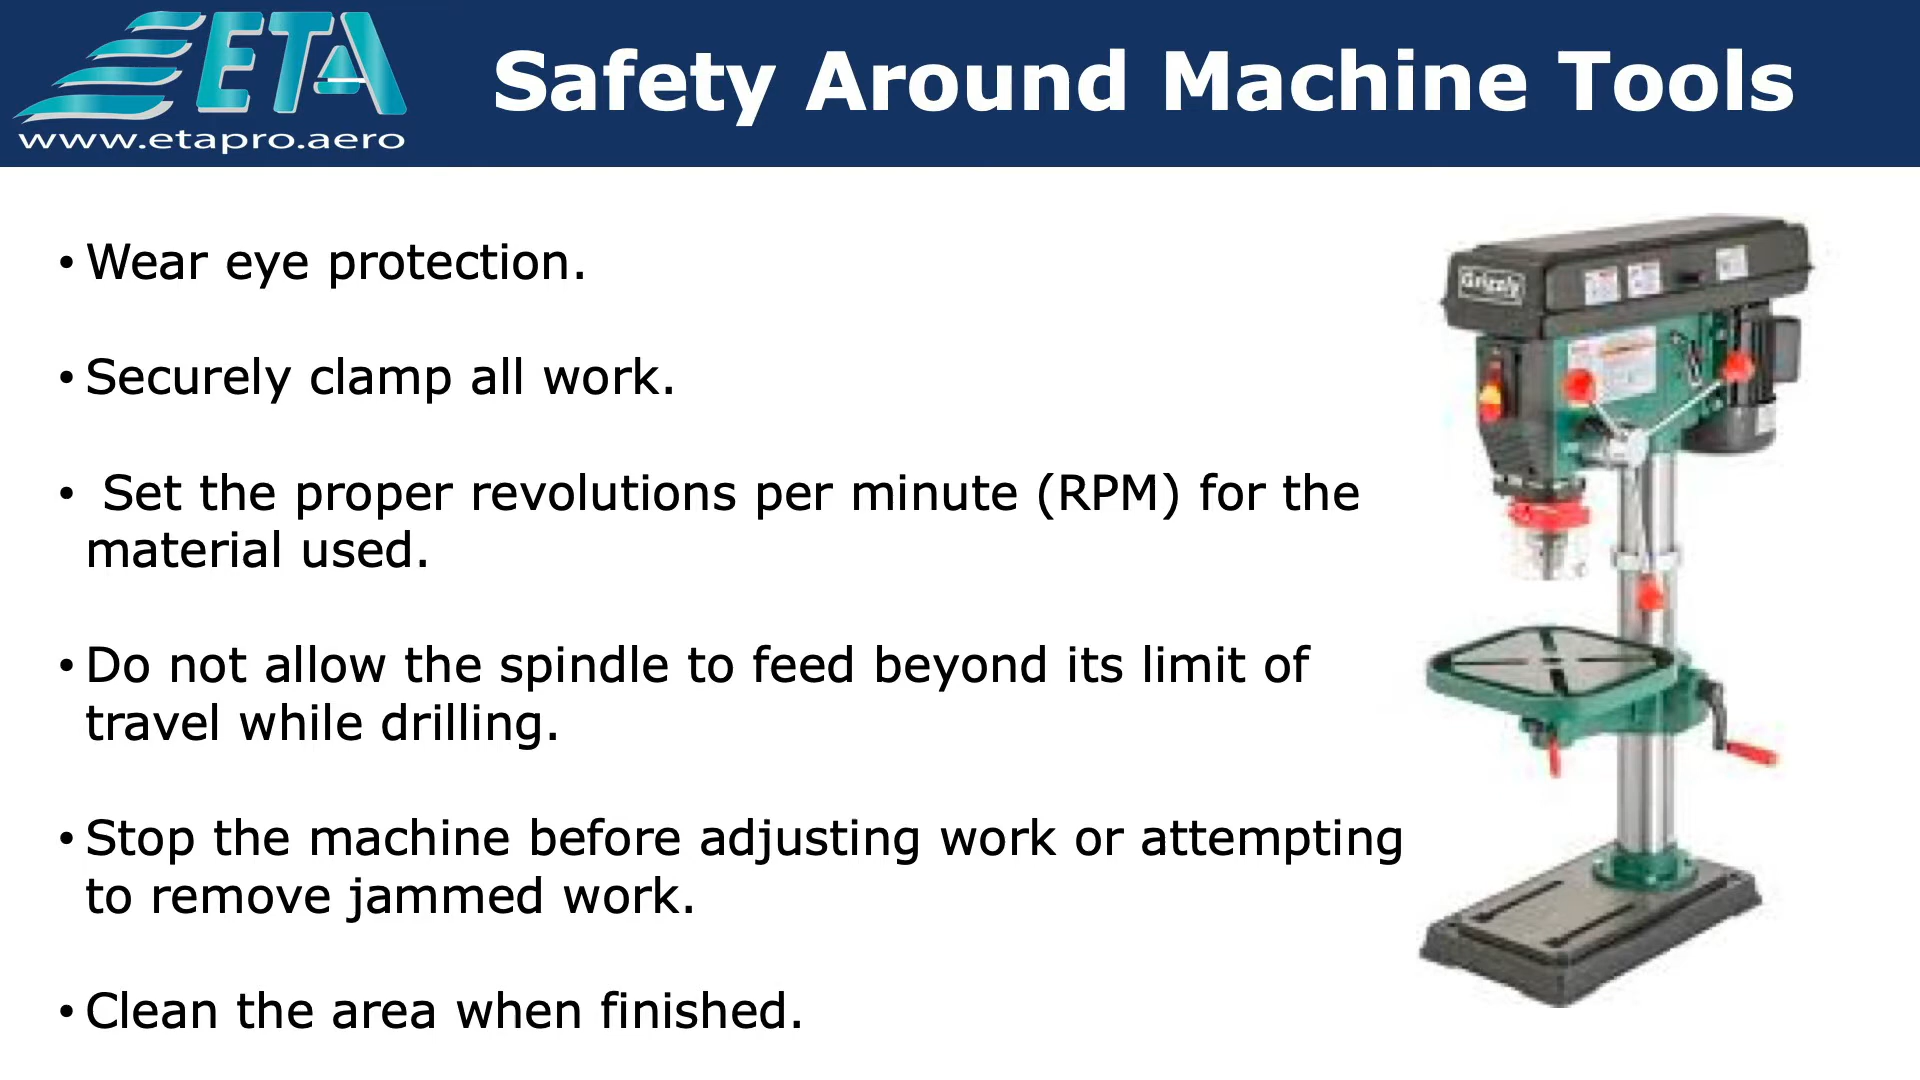 ETA
www.etapro.aero
Safety Around Machine Tools
• Wear eye protection.
• Securely clamp all work.
• Set the proper revolutions per minute (RPM) for the
material used.
• Do not allow the spindle to feed beyond its limit of
travel while drilling.
• Stop the machine before adjusting work or attempting
to remove jammed work.
• Clean the area when finished.
Grizzly